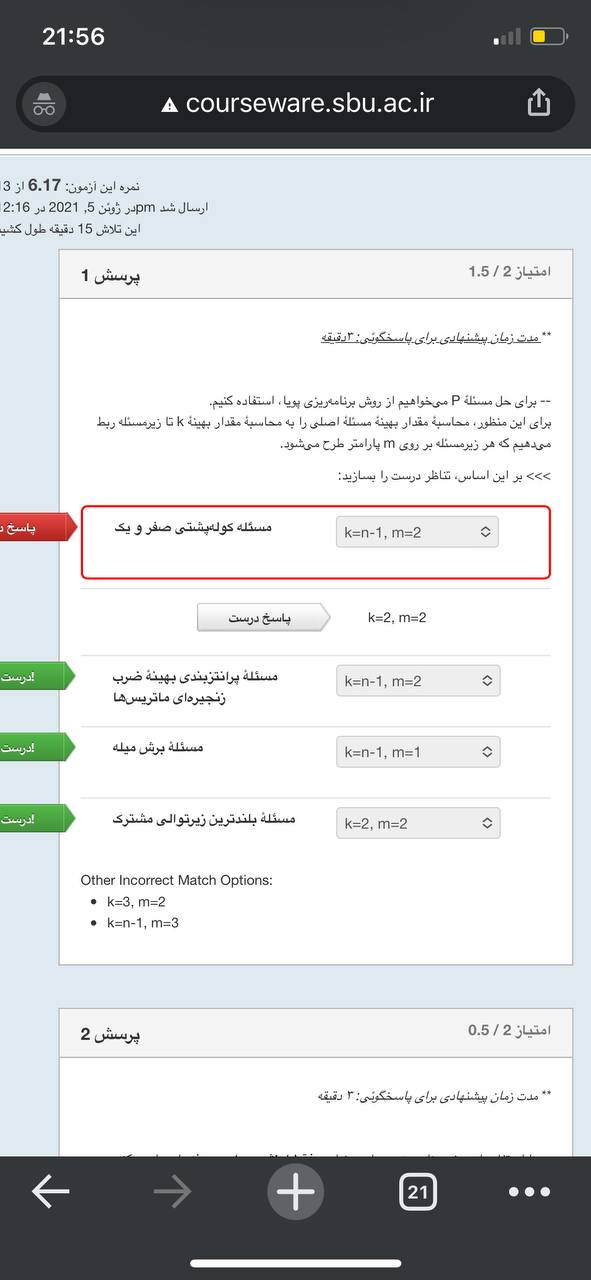 21:56
courseware.sbu.ac.ir
نمره این آزمون: 6.17 از 13
ارسال شد pmدر ژوئن 5, 2021 در 12:16
این تلاش 15 دقیقه طول کشید
پرسش 1
امتیاز 2 / 1.5
** مدت زمان پیشنهادی برای پاسخگوئی: ۳دقیقه
-- برای حل مسئلهٔ P می‌خواهیم از روش برنامه‌ریزی پویا، استفاده کنیم.
برای این منظور، محاسبهٔ مقدار بهینهٔ مسئلهٔ اصلی را به محاسبهٔ مقدار بهینهٔ k تا زیرمسئله ربط
می‌دهیم که هر زیرمسئله بر روی m پارامتر طرح می‌شود.
>>> بر این اساس، تناظر درست را بسازید:
پاسخ
مسئله کوله‌پشتی صفر و یک
k=n-1, m=2
پاسخ درست
k=2, m=2
درست!
مسئلهٔ پرانتزبندی بهینهٔ ضرب
زنجیره‌ای ماتریس‌ها
k=n-1, m=2
درست!
مسئلهٔ برش میله
k=n-1, m=1
درست!
مسئلهٔ بلندترین زیرتوالی مشترک
k=2, m=2
Other Incorrect Match Options:
• k=3, m=2
• k=n-1, m=3
پرسش 2
امتیاز 2 / 0.5
** مدت زمان پیشنهادی برای پاسخگوئی: ۳ دقیقه
21